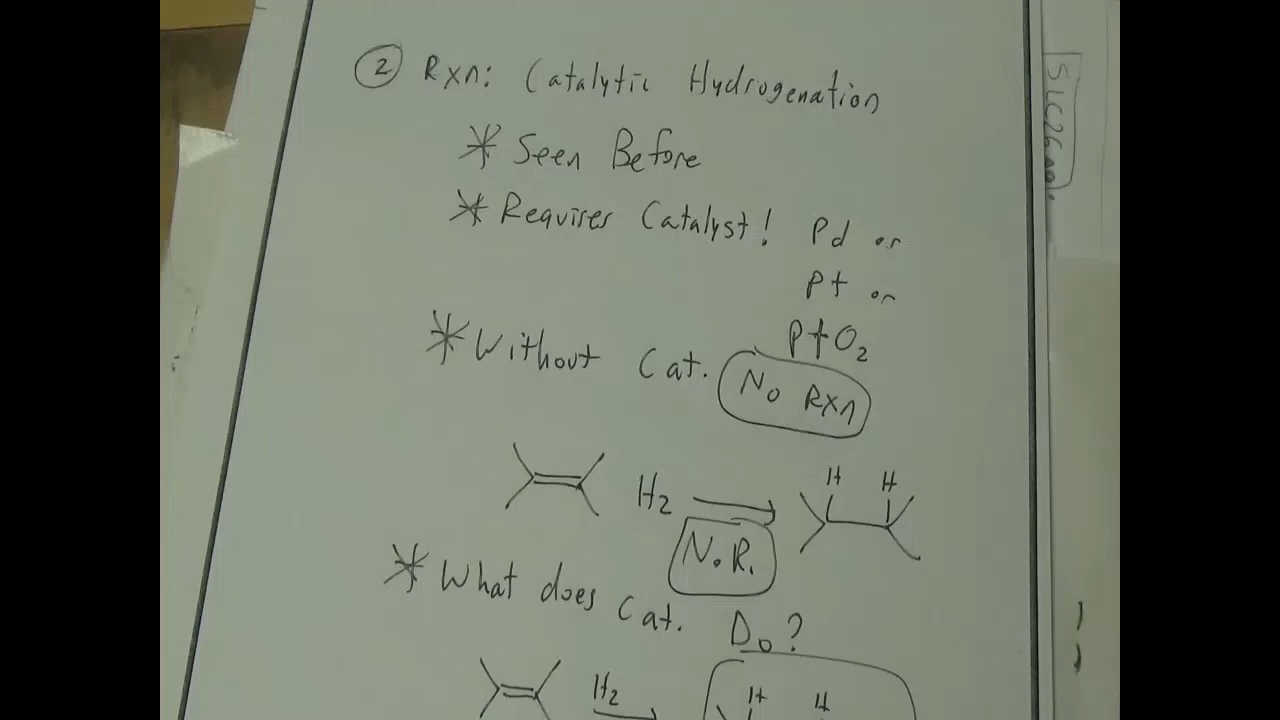 ② Rxn: Catalytic Hydrogenation
* Seen Before
* Requires Catalyst! Pd or
Pt or
PtO2
* Without Cat. No Rxn
H2
H H
N.R.
* What does Cat. Do?
H2
H H